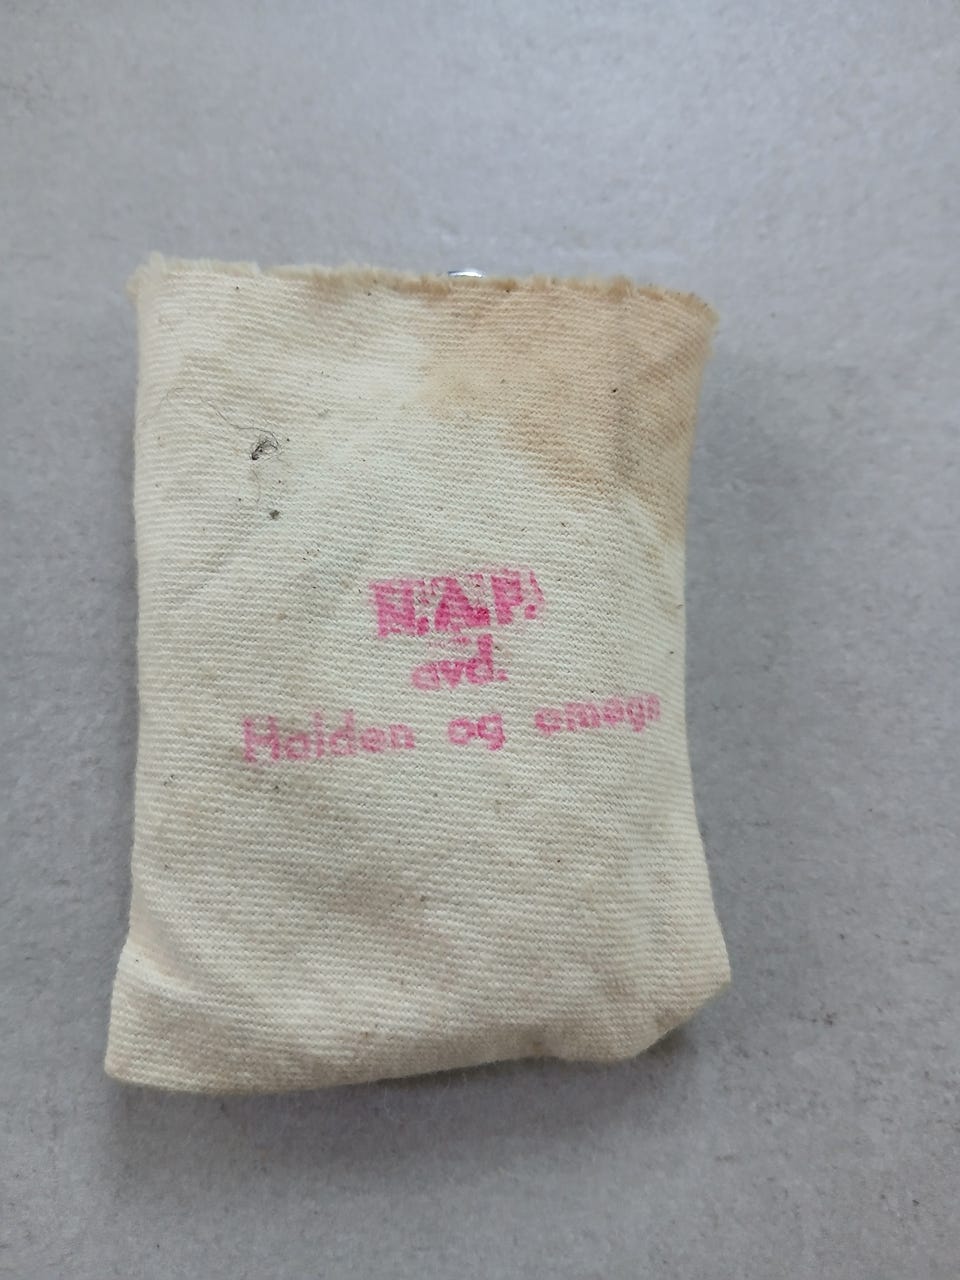 N.A.F.
avd.
Halden og omegn